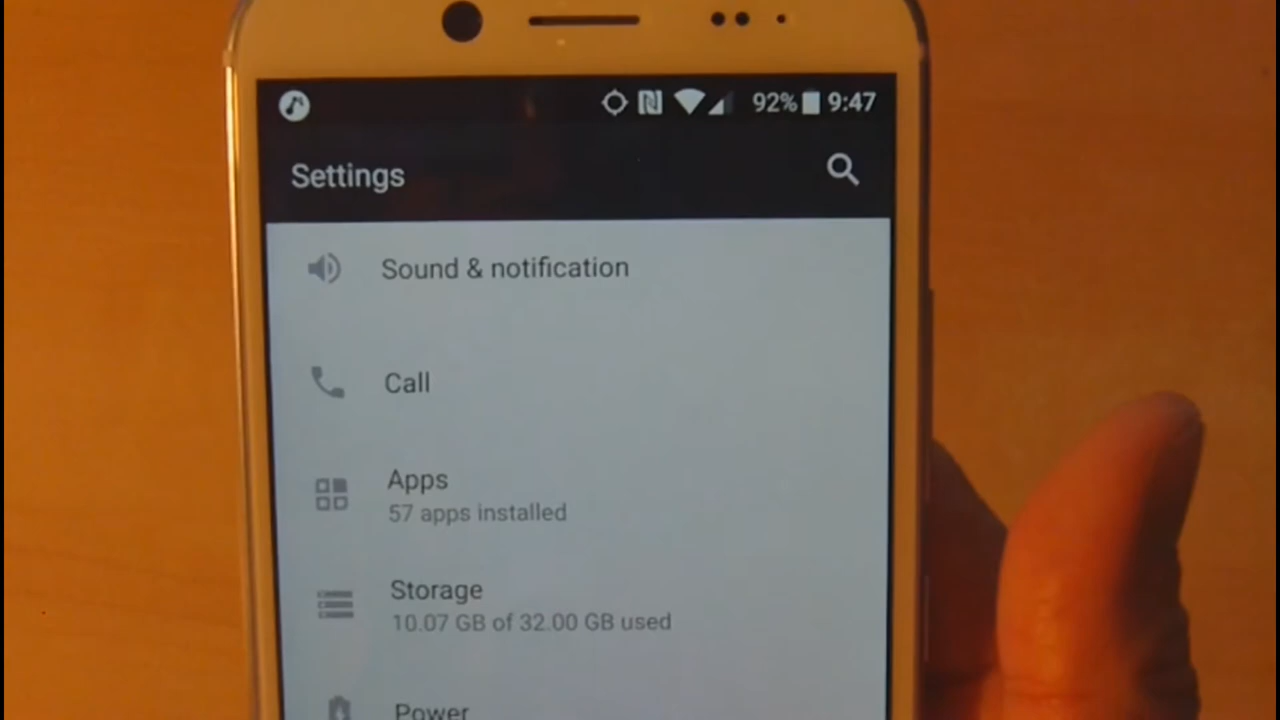 92% 9:47
Settings
Sound & notification
Call
Apps
57 apps installed
Storage
10.07 GB of 32.00 GB used
Power